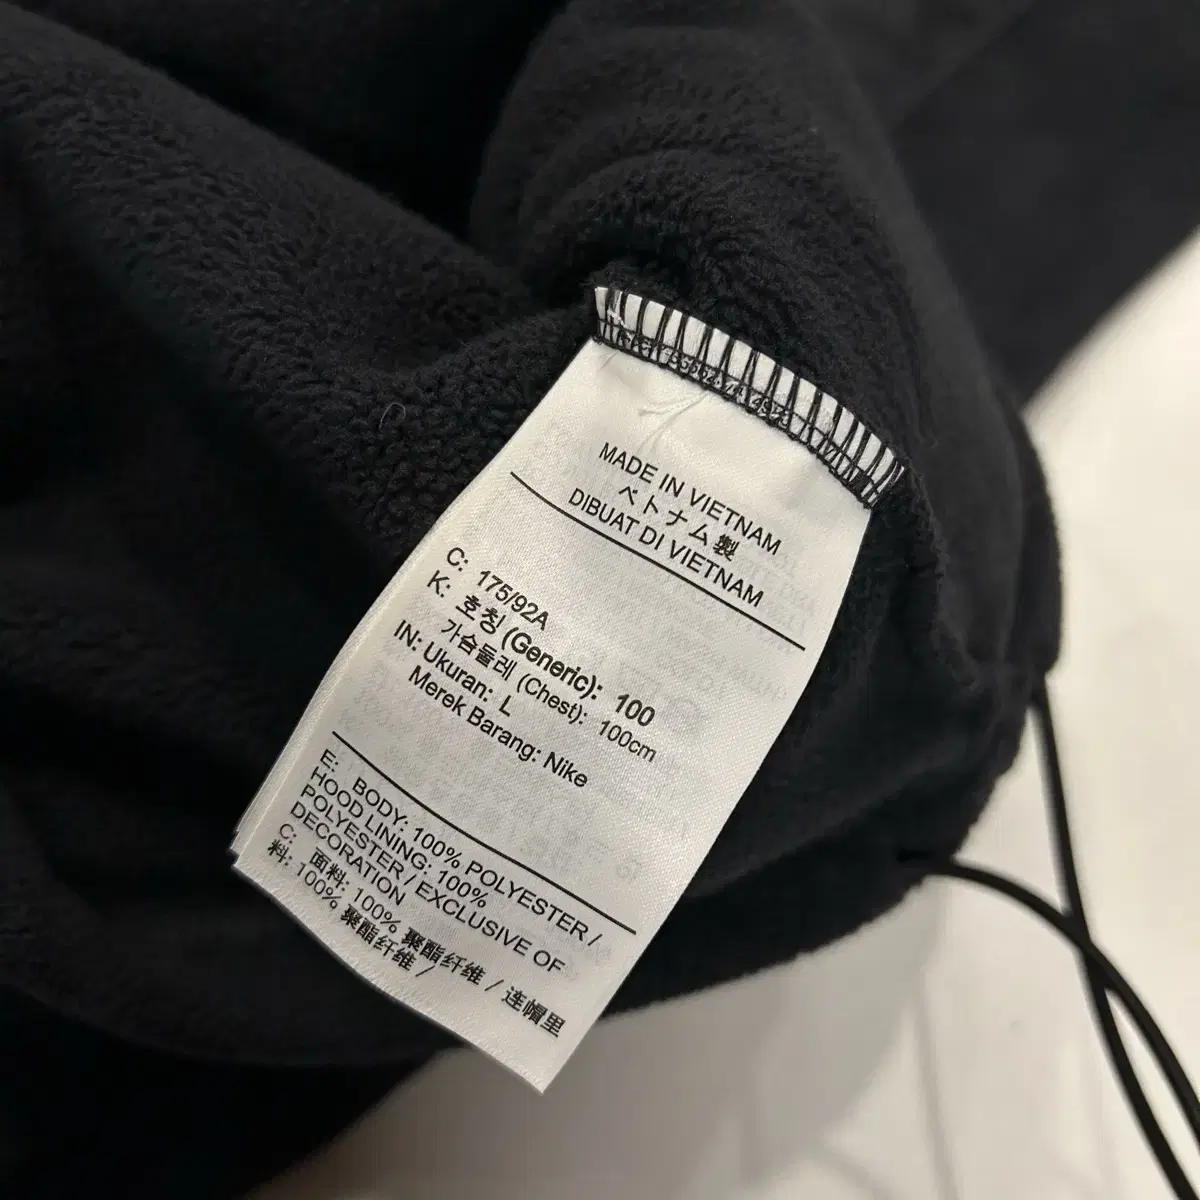 MADE IN VIETNAM
ベトナム製
DIBUAT DI VIETNAM
C: 175/92A
K: 호칭 (Generic): 100
가슴둘레 (Chest): 100cm
IN: Ukuran: L
Merek Barang: Nike
E: BODY: 100% POLYESTER /
HOOD LINING: 100%
POLYESTER / EXCLUSIVE OF
DECORATION
C: 面料: 100% 聚酯纤维 / 连帽里
料: 100% 聚酯纤维 /